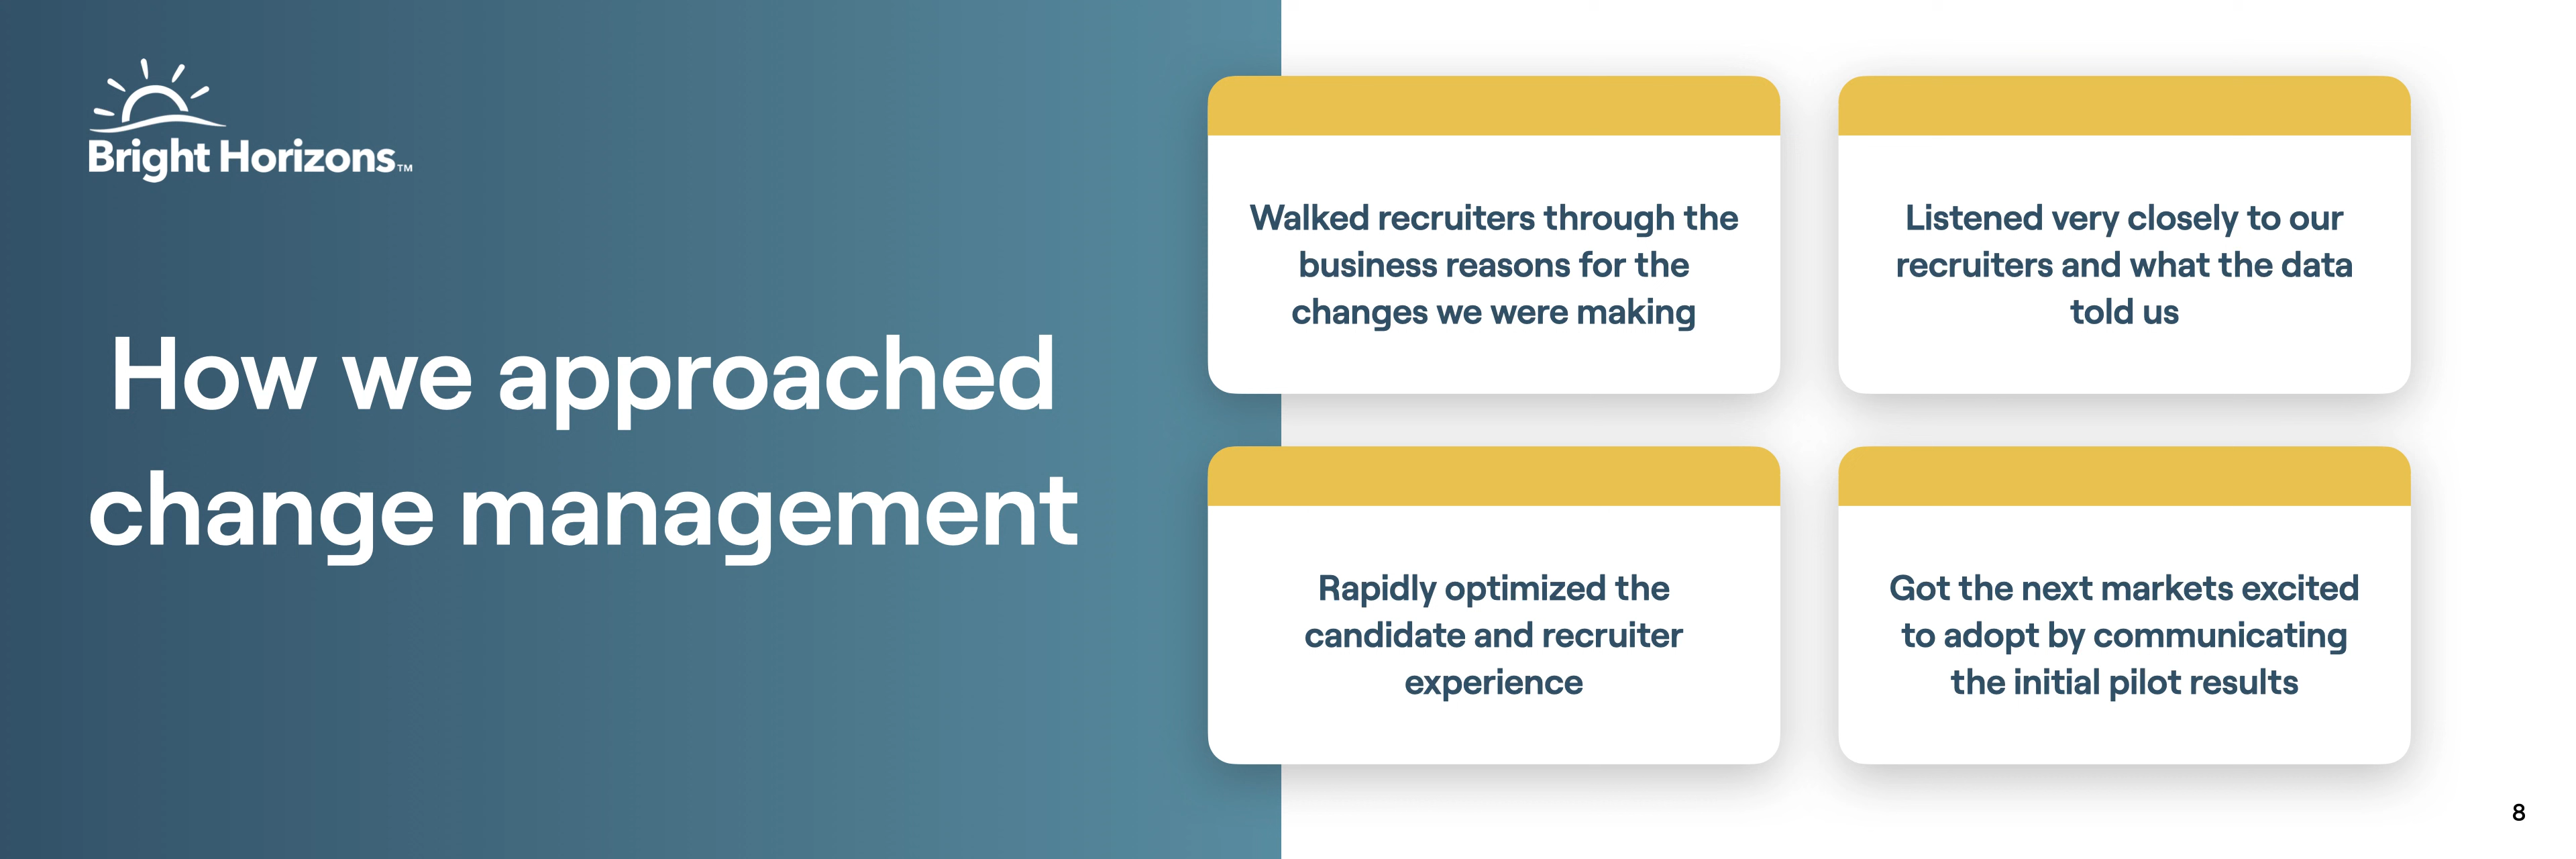 Bright Horizons™
How we approached
change management
Walked recruiters through the
business reasons for the
changes we were making
Listened very closely to our
recruiters and what the data
told us
Rapidly optimized the
candidate and recruiter
experience
Got the next markets excited
to adopt by communicating
the initial pilot results
8